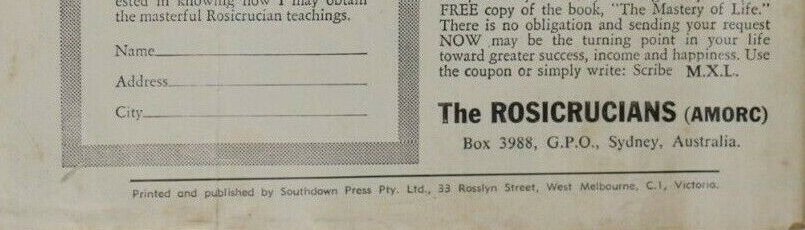 ested in knowing how I may obtain
the masterful Rosicrucian teachings.
Name
Address
City
FREE copy of the book, "The Mastery of Life."
There is no obligation and sending your request
NOW may be the turning point in your life
toward greater success, income and happiness. Use
the coupon or simply write: Scribe M.X.L.
The ROSICRUCIANS (AMORC)
Box 3988, G.P.O., Sydney, Australia.
Printed and published by Southdown Press Pty. Ltd., 33 Rosslyn Street, West Melbourne, C.1, Victoria.